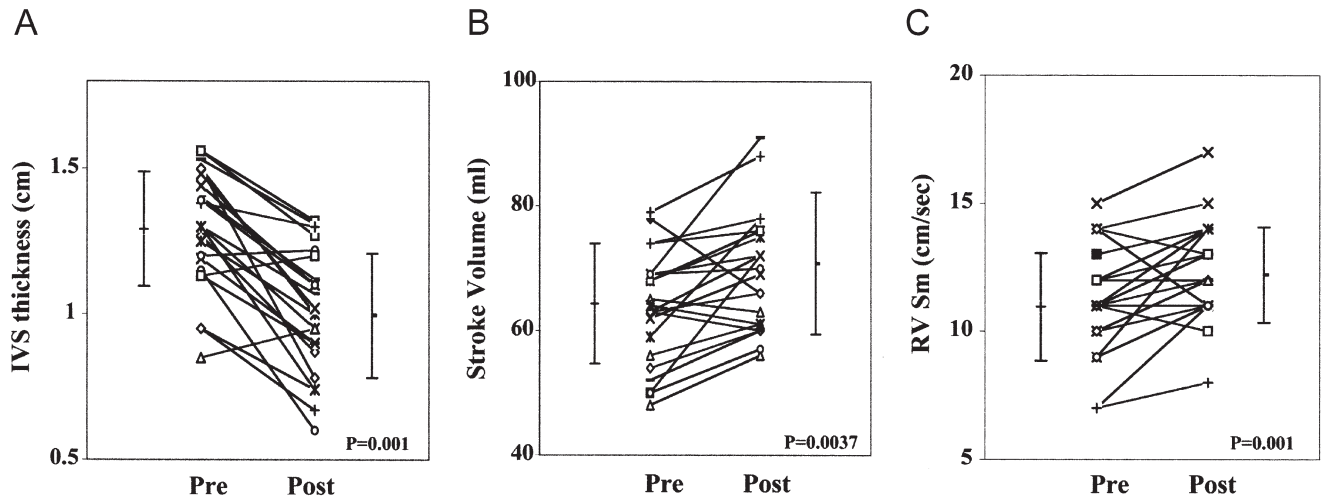 A
IVS thickness (cm)
1.5
1
0.5
P=0.001
Pre Post
B
Stroke Volume (ml)
100
80
60
40
P=0.0037
Pre Post
C
RV Sm (cm/sec)
20
15
10
5
P=0.001
Pre Post